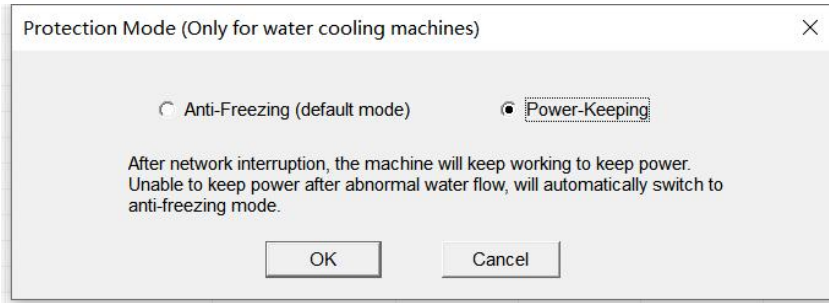 Protection Mode (Only for water cooling machines)
Anti-Freezing (default mode) Power-Keeping
After network interruption, the machine will keep working to keep power.
Unable to keep power after abnormal water flow, will automatically switch to
anti-freezing mode.
OK Cancel